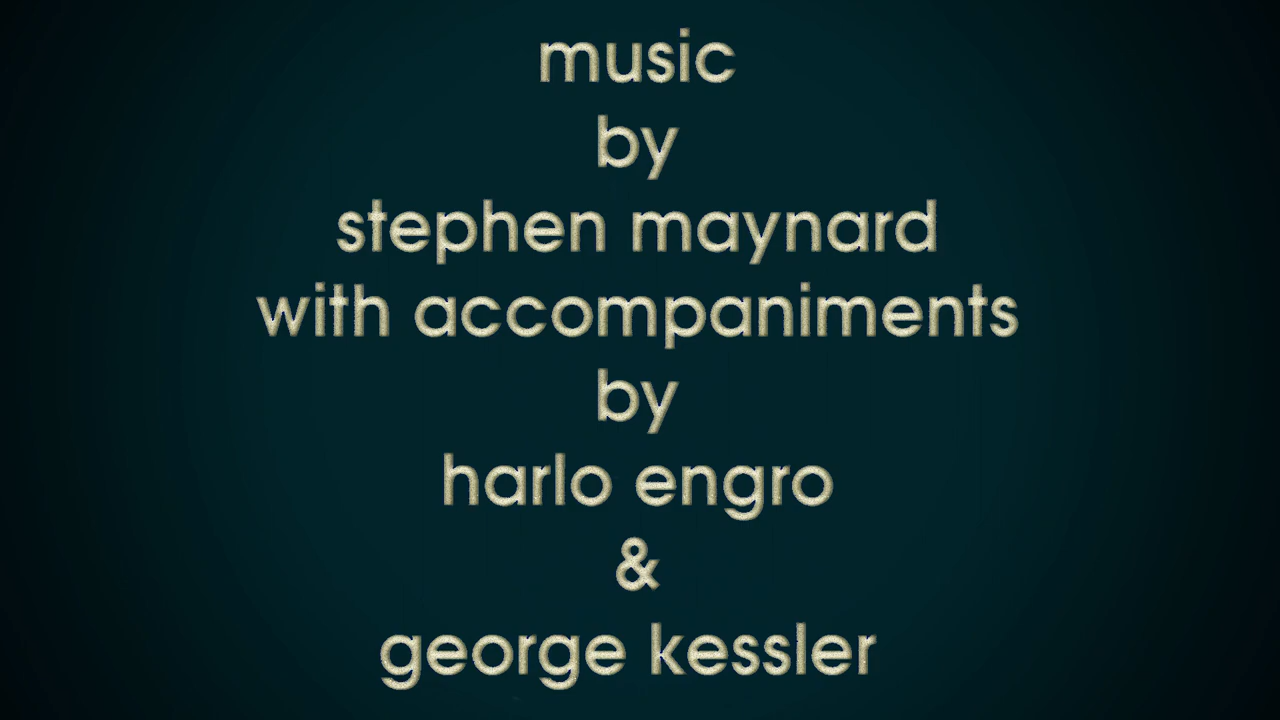 music
by
stephen maynard
with accompaniments
by
harlo engro
&
george kessler